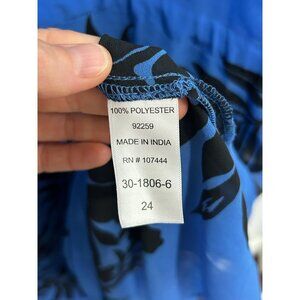 100% POLYESTER
92259
MADE IN INDIA
RN # 107444
30-1806-6
24